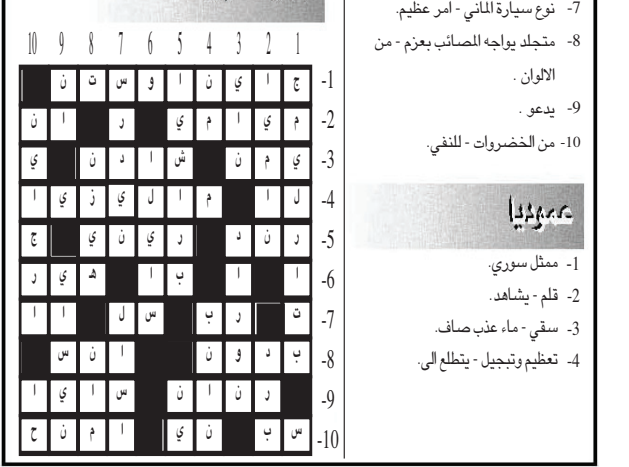 7- نوع سيارة الماني - امر عظيم.
8- متجلد يواجه المصائب بعزم - من
الالوان .
9- يدعو .
10- من الخضروات - للنفي.
عموديا
1- ممثل سوري.
2- قلم - يشاهد.
3- سقي - ماء عذب صاف.
4- تعظيم وتبجيل - يتطلع الى.
1 2 3 4 5 6 7 8 9 10
1- ج ا ي ن ا و س ت ن
2- م ي ا م ي ر ا ن
3- ي م ن ش ا د ن ي
4- ل ا م ا ل ي ز ي ا
5- ر ن د ر ي ن ي ج
6- ا ا ب ا ه ي ر
7- ت ر ب س ل ا ا
8- ب د و ن ا ن س
9- ر ن ا ن س ا ي ا
10- س ب ن ي ا م ن ح